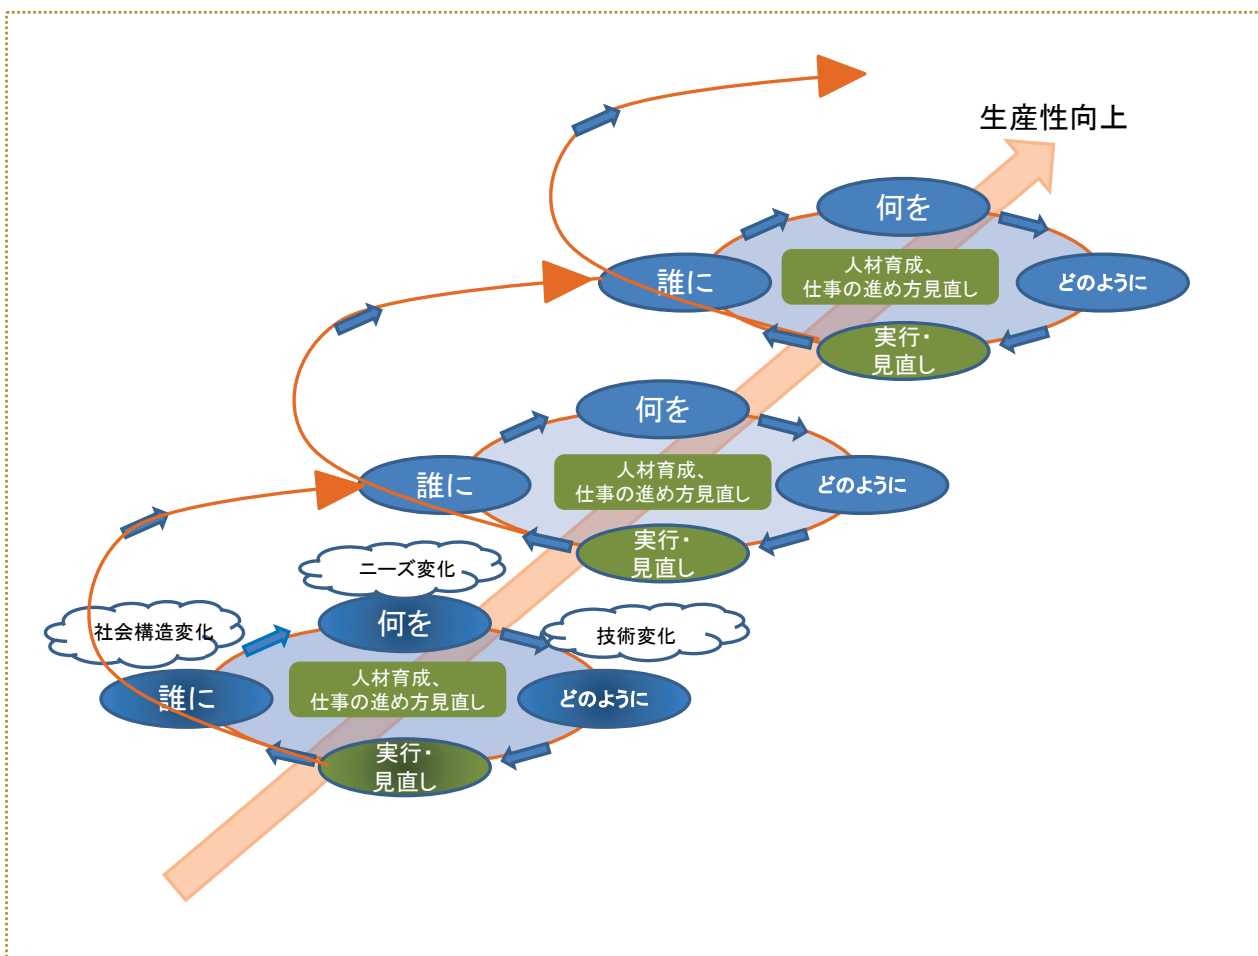 生産性向上
何を
誰に
人材育成、
仕事の進め方見直し
どのように
実行・
見直し
何を
誰に
人材育成、
仕事の進め方見直し
どのように
実行・
見直し
ニーズ変化
社会構造変化
何を
技術変化
誰に
人材育成、
仕事の進め方見直し
どのように
実行・
見直し